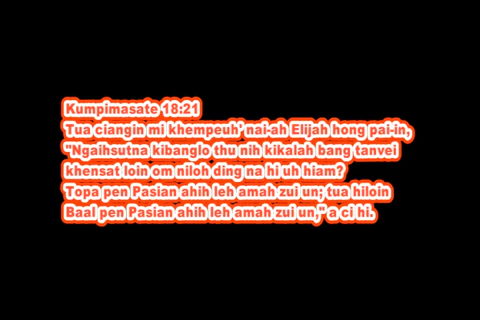 Kumpimasate 18:21
Tua ciangin mi khempeuh' nai-ah Elijah hong pai-in,
"Ngaihsutna kibanglo thu nih kikalah bang tanvei
khensat loin om niloh ding na hi uh hiam?
Topa pen Pasian ahih leh amah zui un; tua hiloin
Baal pen Pasian ahih leh amah zui un," a ci hi.